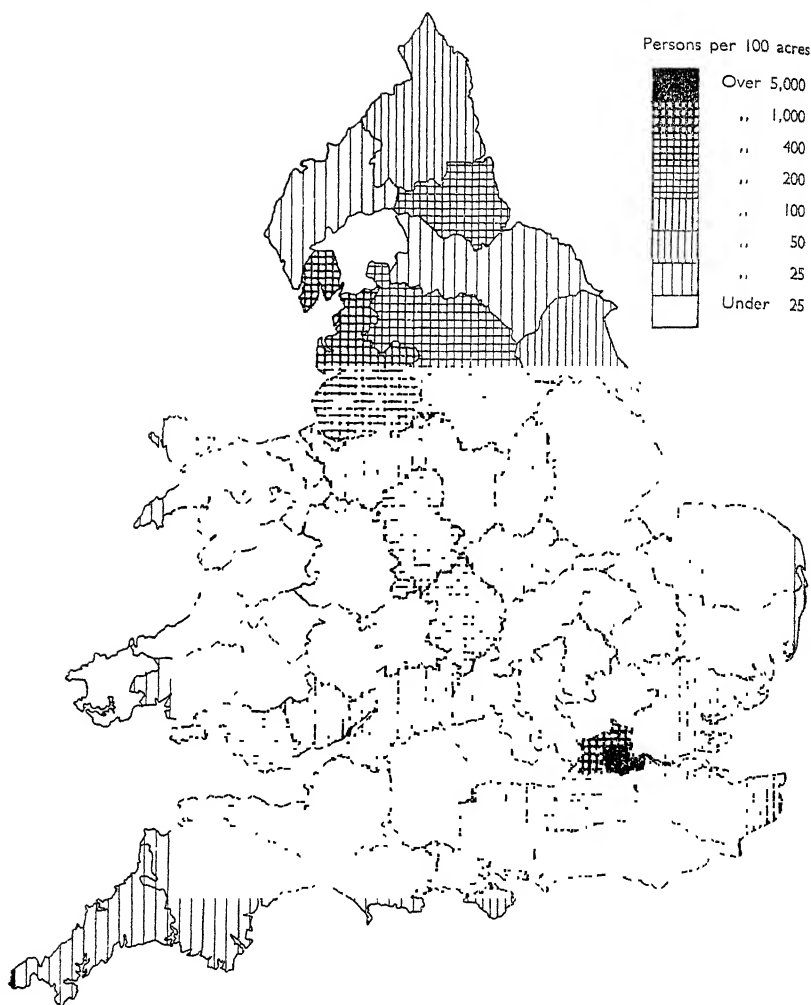 Persons per 100 acres
Over 5,000
,, 1,000
,, 400
,, 200
,, 100
,, 50
,, 25
Under 25